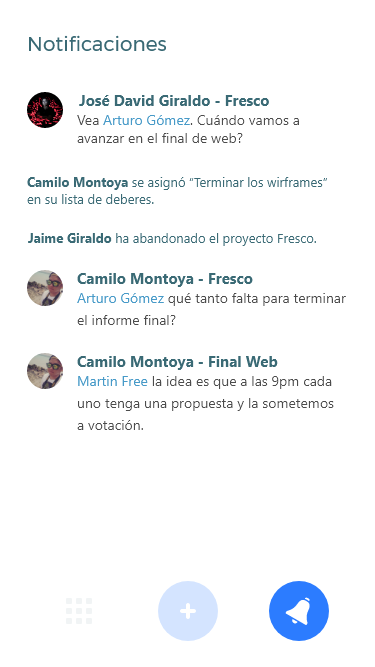 Notificaciones
José David Giraldo - Fresco
Vea Arturo Gómez. Cuándo vamos a
avanzar en el final de web?
Camilo Montoya se asignó “Terminar los wirframes”
en su lista de deberes.
Jaime Giraldo ha abandonado el proyecto Fresco.
Camilo Montoya - Fresco
Arturo Gómez qué tanto falta para terminar
el informe final?
Camilo Montoya - Final Web
Martin Free la idea es que a las 9pm cada
uno tenga una propuesta y la sometemos
a votación.